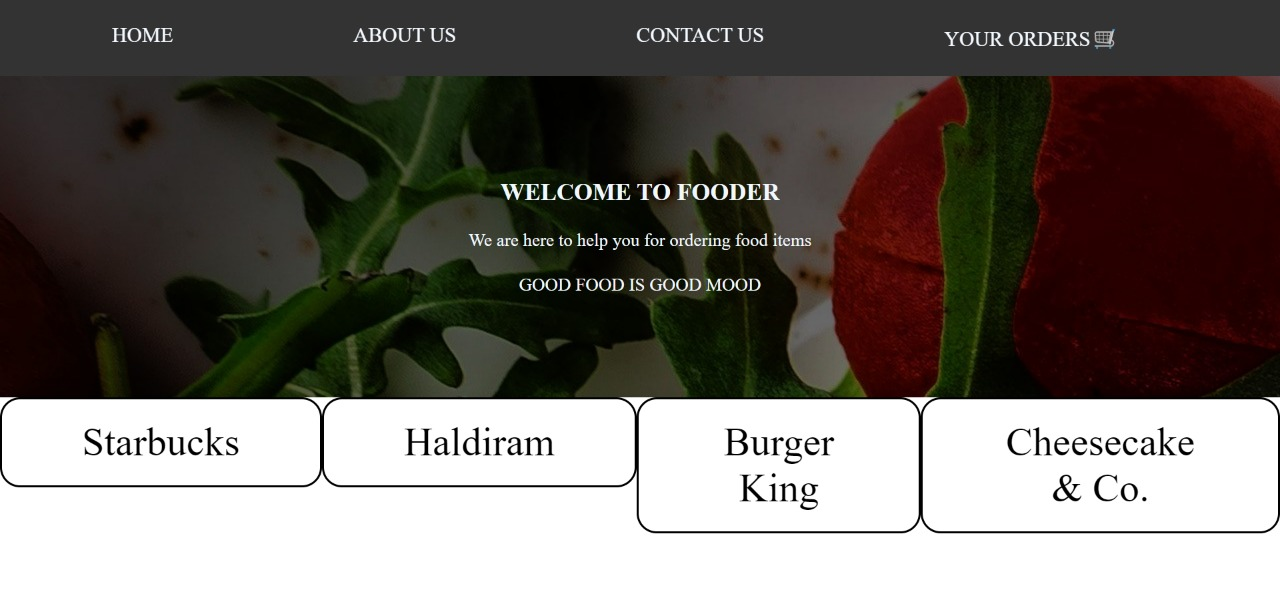 HOME ABOUT US CONTACT US YOUR ORDERS🛒
WELCOME TO FOODER
We are here to help you for ordering food items
GOOD FOOD IS GOOD MOOD
Starbucks
Haldiram
Burger
King
Cheesecake
& Co.